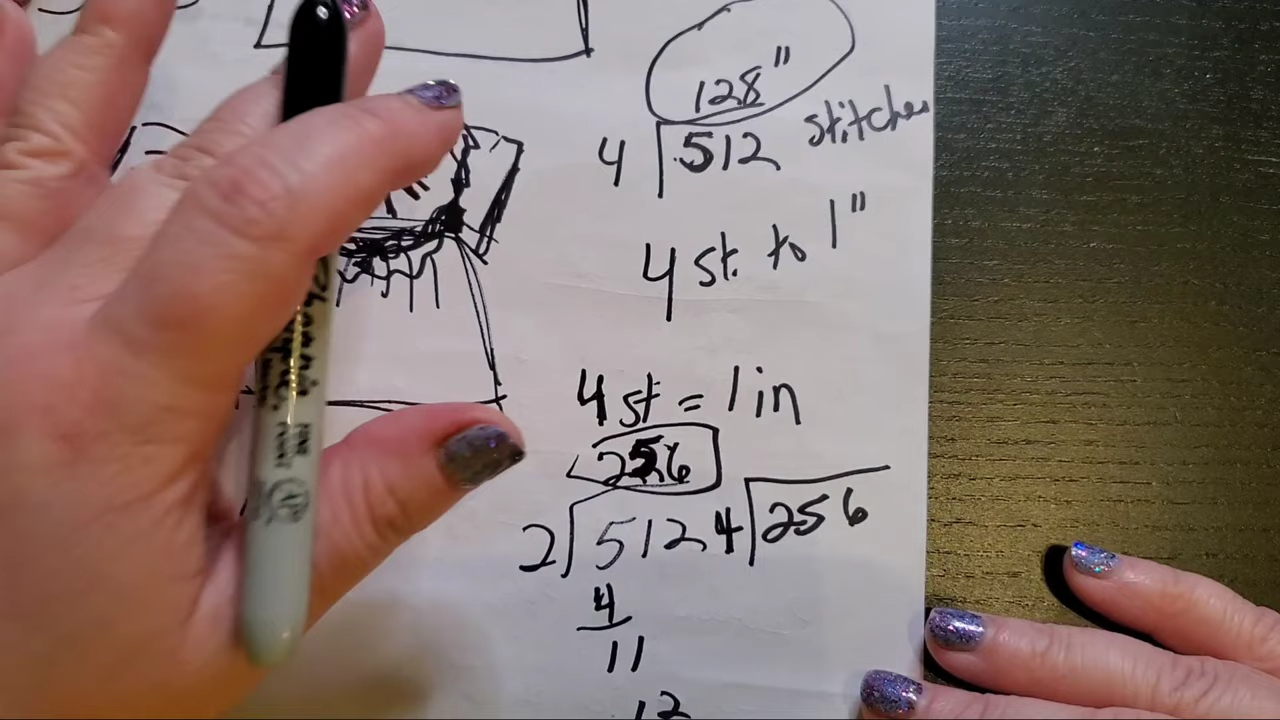 128"
4 512 stitches
4 st. to 1"
4 st = 1 in
256
2 512 4 256
4
11
12